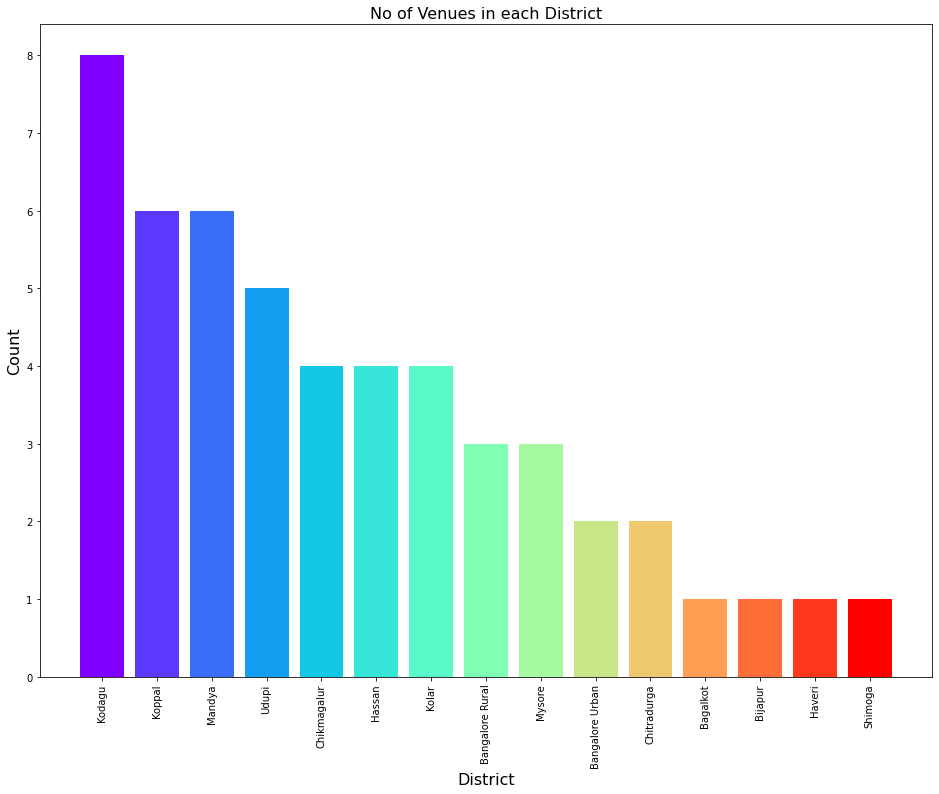 No of Venues in each District
Count
8
7
6
5
4
3
2
1
0
Kodagu
Koppal
Mandya
Udupi
Chikmagalur
Hassan
Kolar
Bangalore Rural
Mysore
Bangalore Urban
Chitradurga
Bagalkot
Bijapur
Haveri
Shimoga
District